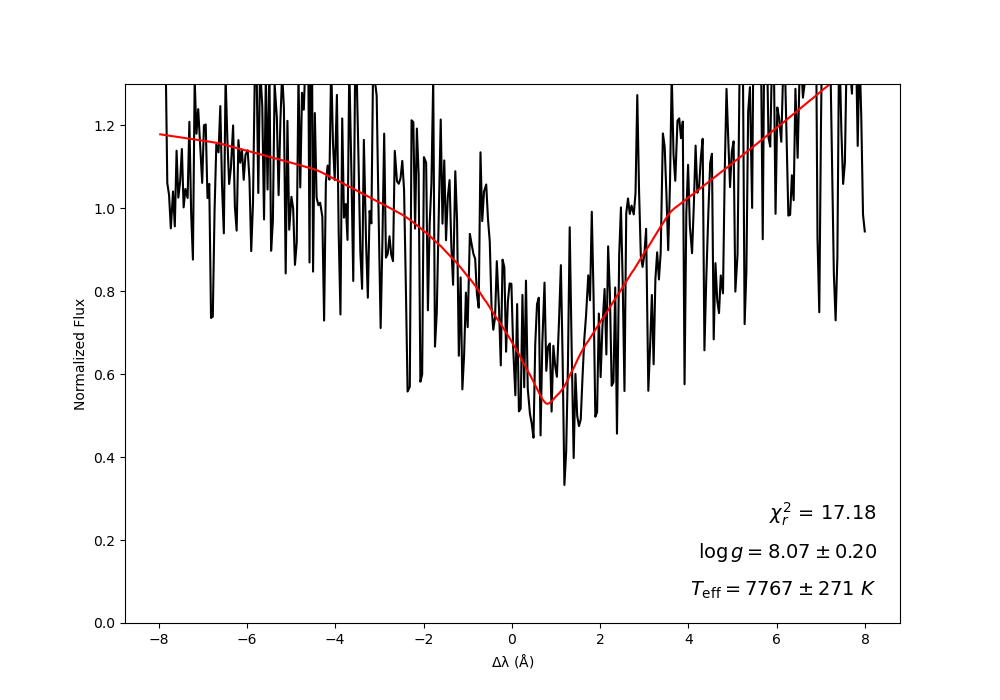 1.2
1.0
0.8
0.6
0.4
0.2
0.0
Normalized Flux
χ²ᵣ = 17.18
log g = 8.07 ± 0.20
T_eff = 7767 ± 271 K
−8 −6 −4 −2 0 2 4 6 8
Δλ (Å)